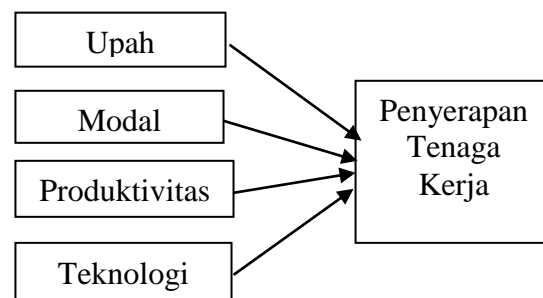 Upah
Modal
Produktivitas
Teknologi
Penyerapan
Tenaga
Kerja